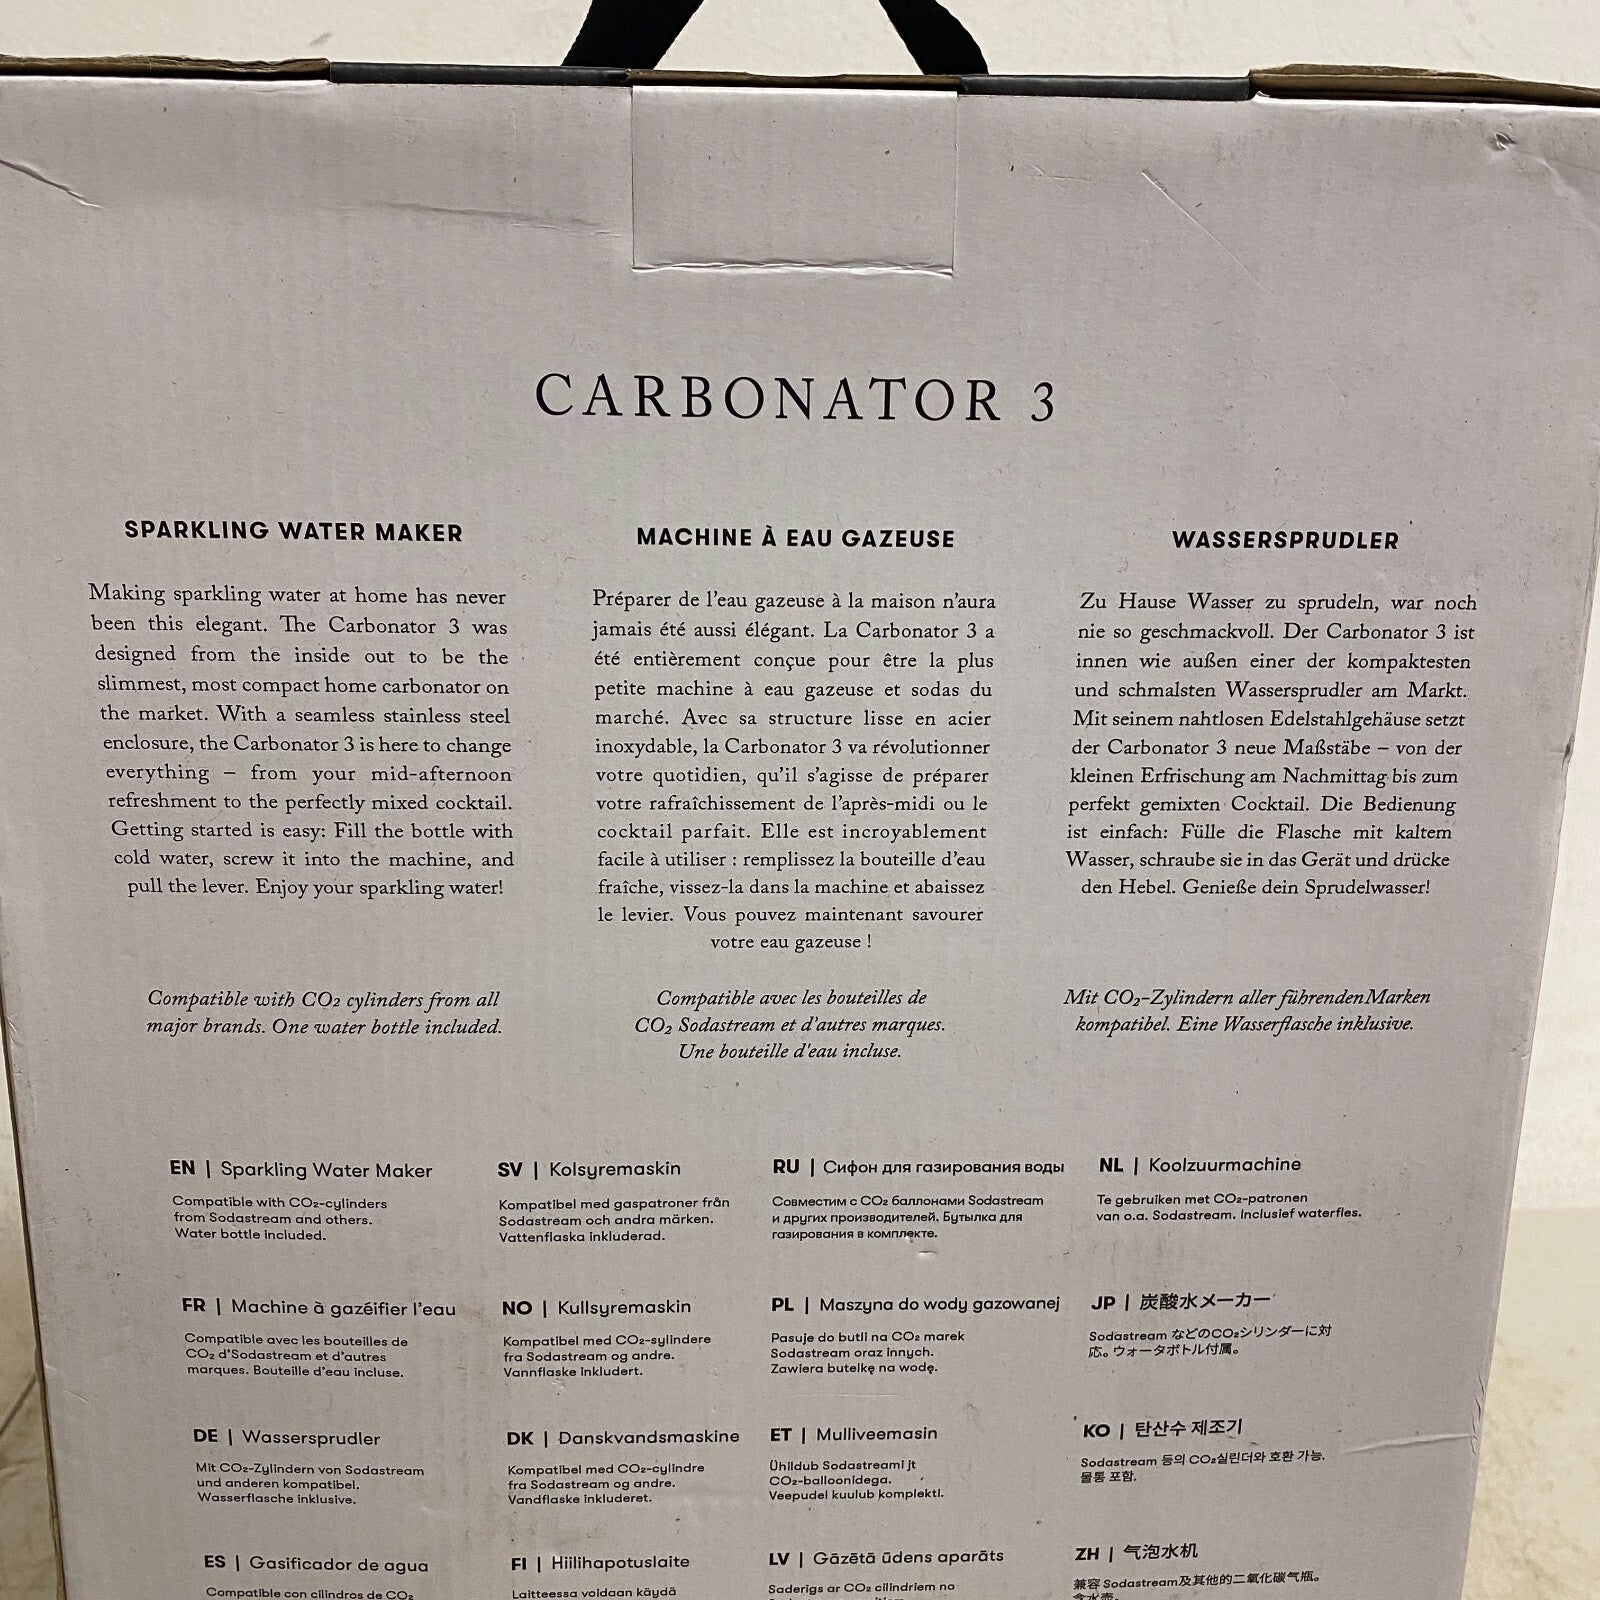 CARBONATOR 3
SPARKLING WATER MAKER
Making sparkling water at home has never
been this elegant. The Carbonator 3 was
designed from the inside out to be the
slimmest, most compact home carbonator on
the market. With a seamless stainless steel
enclosure, the Carbonator 3 is here to change
everything – from your mid-afternoon
refreshment to the perfectly mixed cocktail.
Getting started is easy: Fill the bottle with
cold water, screw it into the machine, and
pull the lever. Enjoy your sparkling water!
Compatible with CO₂ cylinders from all
major brands. One water bottle included.
MACHINE À EAU GAZEUSE
Préparer de l'eau gazeuse à la maison n'aura
jamais été aussi élégant. La Carbonator 3 a
été entièrement conçue pour être la plus
petite machine à eau gazeuse et sodas du
marché. Avec sa structure lisse en acier
inoxydable, la Carbonator 3 va révolutionner
votre quotidien, qu'il s'agisse de préparer
votre rafraîchissement de l'après-midi ou le
cocktail parfait. Elle est incroyablement
facile à utiliser : remplissez la bouteille d'eau
fraîche, vissez-la dans la machine et abaissez
le levier. Vous pouvez maintenant savourer
votre eau gazeuse !
Compatible avec les bouteilles de
CO₂ Sodastream et d'autres marques.
Une bouteille d'eau incluse.
WASSERSPRUDLER
Zu Hause Wasser zu sprudeln, war noch
nie so geschmackvoll. Der Carbonator 3 ist
innen wie außen einer der kompaktesten
und schmalsten Wassersprudler am Markt.
Mit seinem nahtlosen Edelstahlgehäuse setzt
der Carbonator 3 neue Maßstäbe – von der
kleinen Erfrischung am Nachmittag bis zum
perfekt gemixten Cocktail. Die Bedienung
ist einfach: Fülle die Flasche mit kaltem
Wasser, schraube sie in das Gerät und drücke
den Hebel. Genieße dein Sprudelwasser!
Mit CO₂-Zylindern aller führendenMarken
kompatibel. Eine Wasserflasche inklusive.
EN | Sparkling Water Maker
Compatible with CO₂-cylinders
from Sodastream and others.
Water bottle included.
FR | Machine à gazéifier l'eau
Compatible avec les bouteilles de
CO₂ d'Sodastream et d'autres
marques. Bouteille d'eau incluse.
DE | Wassersprudler
Mit CO₂-Zylindern von Sodastream
und anderen kompatibel.
Wasserflasche inklusive.
ES | Gasificador de agua
Compatible con cilindros de CO₂
SV | Kolsyremaskin
Kompatibel med gaspatroner från
Sodastream och andra märken.
Vattenflaska inkluderad.
NO | Kullsyremaskin
Kompatibel med CO₂-sylindere
fra Sodastream og andre.
Vannflaske inkludert.
DK | Danskvandsmaskine
Kompatibel med CO₂-cylindre
fra Sodastream og andre.
Vandflaske inkluderet.
FI | Hiilihapotuslaite
Laitteessa voidaan käydä
RU | Сифон для газирования воды
Совместим с CO₂ баллонами Sodastream
и других производителей. Бутылка для
газирования в комплекте.
PL | Maszyna do wody gazowanej
Pasuje do butli na CO₂ marek
Sodastream oraz innych.
Zawiera butelkę na wodę.
ET | Mulliveemasin
Ühildub Sodastreami jt
CO₂-balloonidega.
Veepudel kuulub komplekti.
LV | Gāzētā ūdens aparāts
Saderīgs ar CO₂ cilindriem no
NL | Koolzuurmachine
Te gebruiken met CO₂-patronen
van o.a. Sodastream. Inclusief waterfles.
JP | 炭酸水メーカー
Sodastream などのCO₂シリンダーに対
応。ウォータボトル付属。
KO | 탄산수 제조기
Sodastream 등의 CO₂실린더와 호환 가능.
물통 포함.
ZH | 气泡水机
兼容 Sodastream及其他的二氧化碳气瓶。